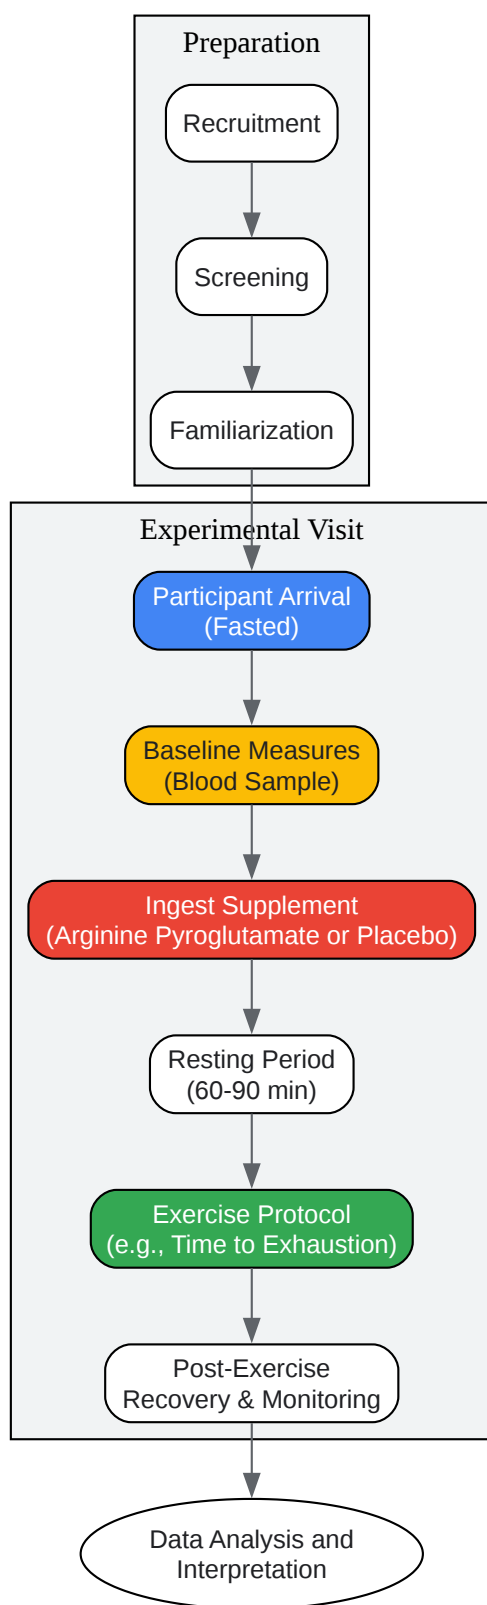 Preparation
Recruitment
Screening
Familiarization
Experimental Visit
Participant Arrival
(Fasted)
Baseline Measures
(Blood Sample)
Ingest Supplement
(Arginine Pyroglutamate or Placebo)
Resting Period
(60-90 min)
Exercise Protocol
(e.g., Time to Exhaustion)
Post-Exercise
Recovery & Monitoring
Data Analysis and
Interpretation